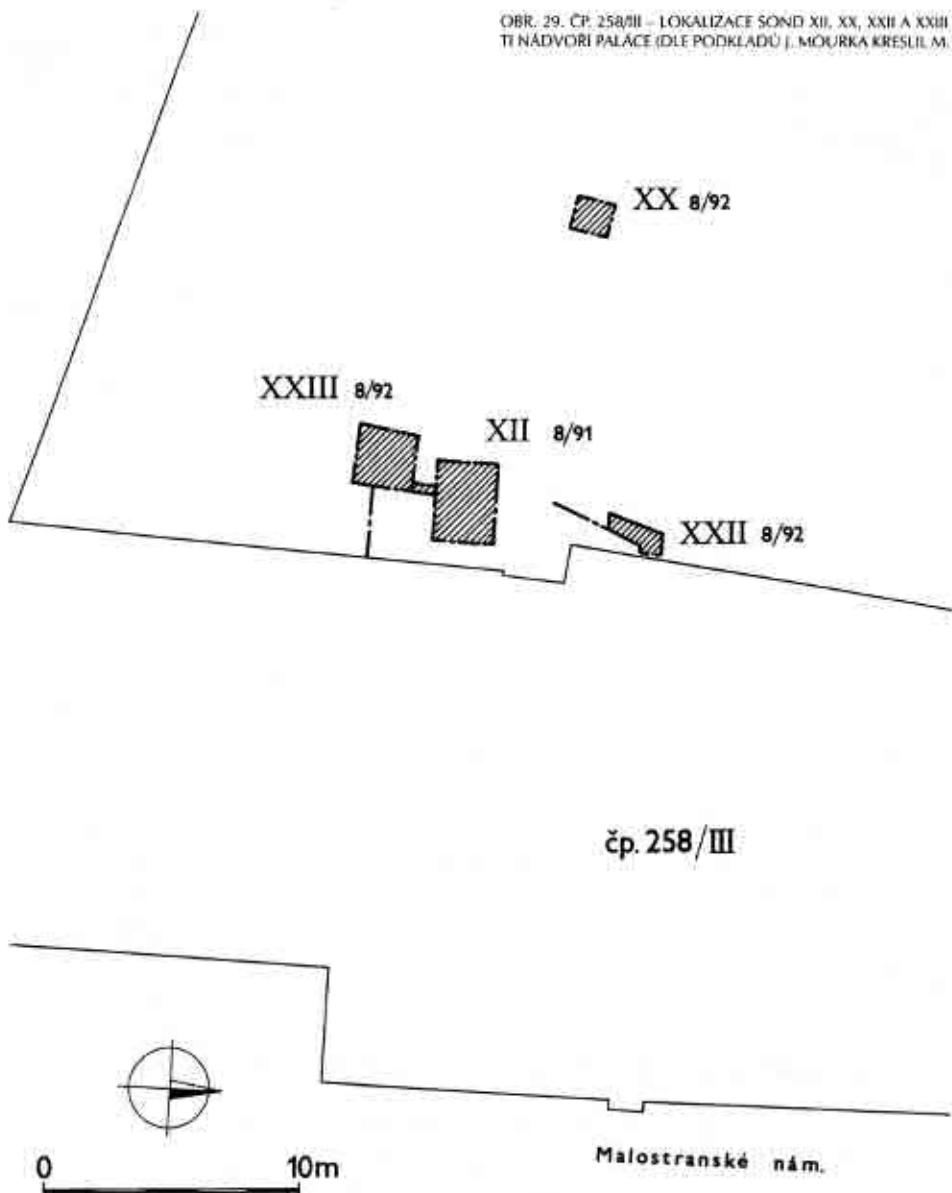 OBR. 29. ČP. 258/III – LOKALIZACE SOND XII, XX, XXII A XXIII
TI NÁDVOŘÍ PALÁCE (DLE PODKLADŮ J. MOURKA KRESLIL M.
XX 8/92
XXIII 8/92
XII 8/91
XXII 8/92
čp. 258/III
0 10m
Malostranské nám.